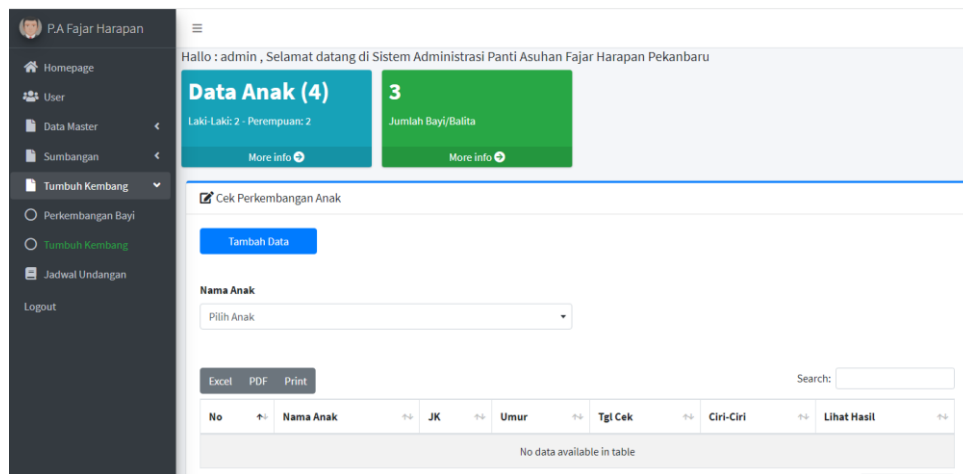 P.A Fajar Harapan
Homepage
User
Data Master
Sumbangan
Tumbuh Kembang
Perkembangan Bayi
Tumbuh Kembang
Jadwal Undangan
Logout
Hallo : admin , Selamat datang di Sistem Administrasi Panti Asuhan Fajar Harapan Pekanbaru
Data Anak (4)
Laki-Laki: 2 - Perempuan: 2
More info
3
Jumlah Bayi/Balita
More info
Cek Perkembangan Anak
Tambah Data
Nama Anak
Pilih Anak
Excel PDF Print
Search:
No Nama Anak JK Umur Tgl Cek Ciri-Ciri Lihat Hasil
No data available in table